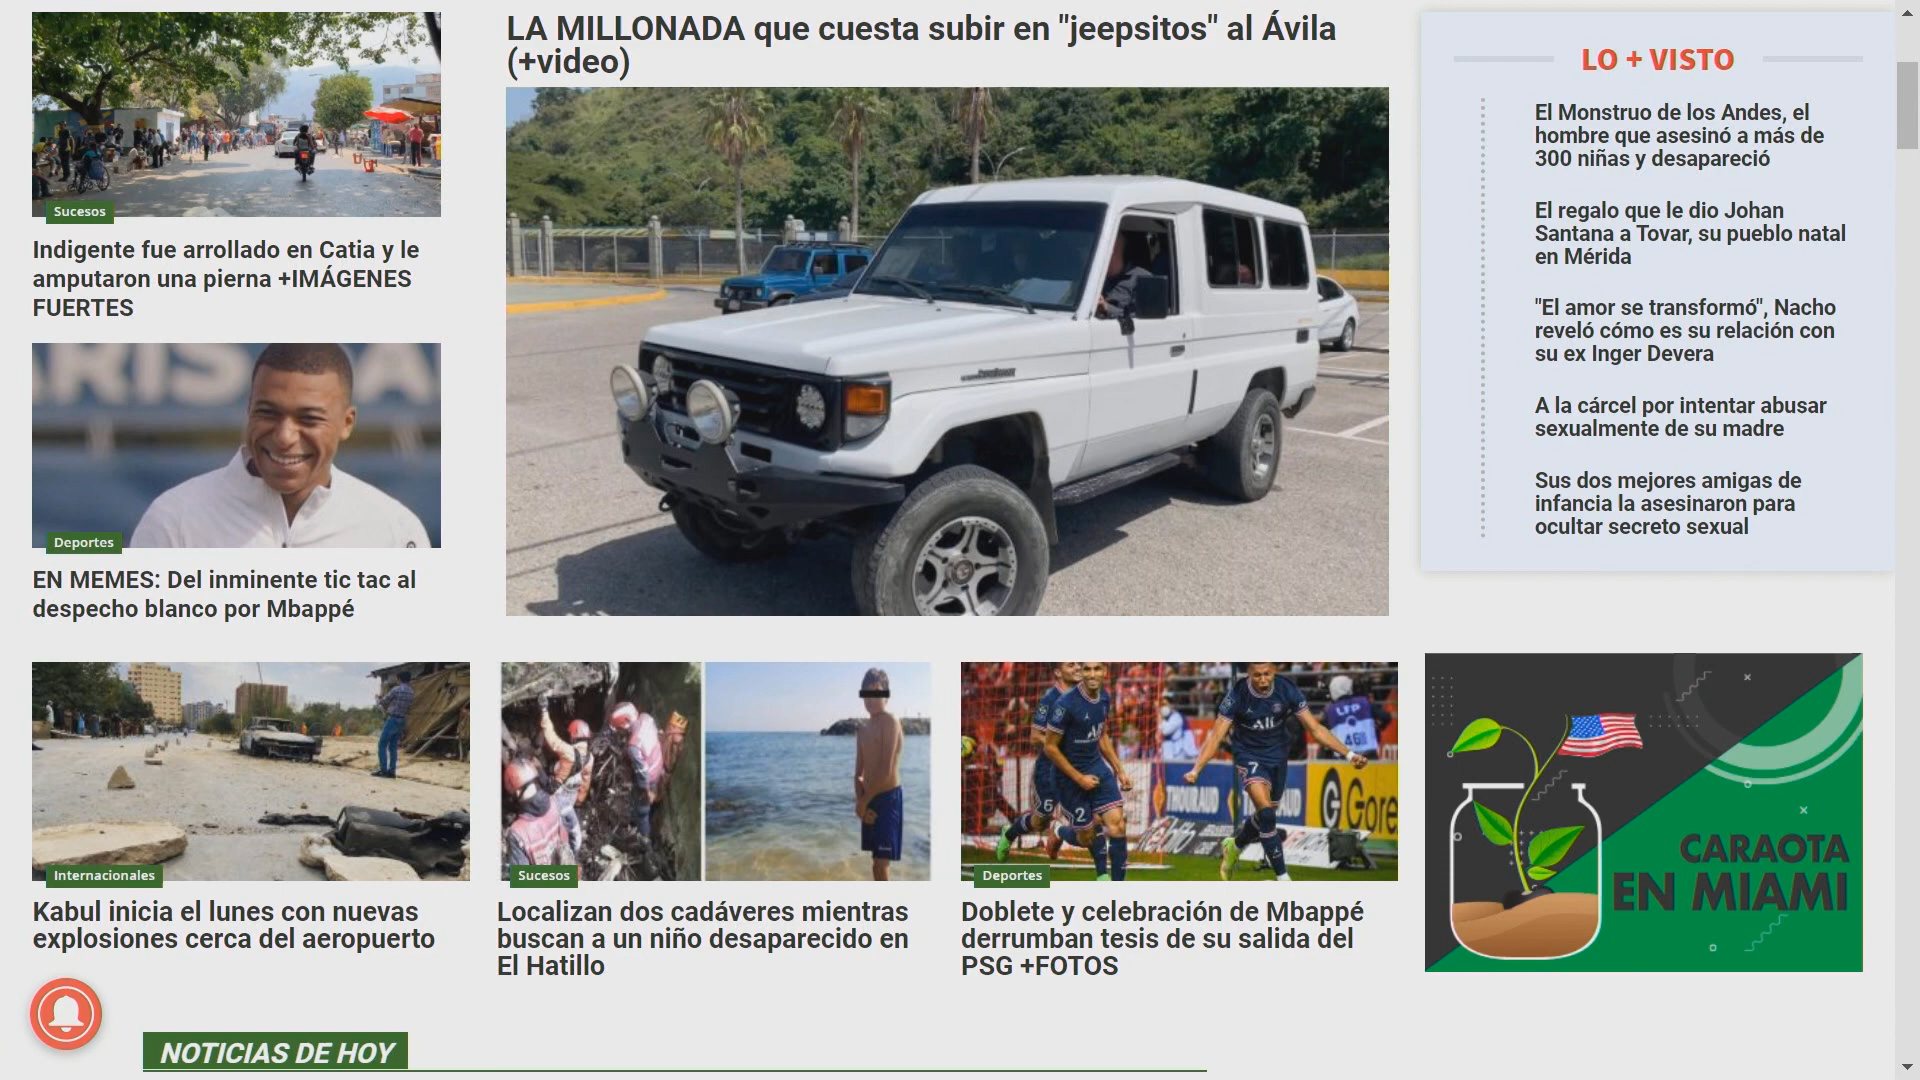 Sucesos
Indigente fue arrollado en Catia y le
amputaron una pierna +IMÁGENES
FUERTES
Deportes
EN MEMES: Del inminente tic tac al
despecho blanco por Mbappé
LA MILLONADA que cuesta subir en "jeepsitos" al Ávila
(+video)
LO + VISTO
El Monstruo de los Andes, el
hombre que asesinó a más de
300 niñas y desapareció
El regalo que le dio Johan
Santana a Tovar, su pueblo natal
en Mérida
"El amor se transformó", Nacho
reveló cómo es su relación con
su ex Inger Devera
A la cárcel por intentar abusar
sexualmente de su madre
Sus dos mejores amigas de
infancia la asesinaron para
ocultar secreto sexual
Internacionales
Kabul inicia el lunes con nuevas
explosiones cerca del aeropuerto
Sucesos
Localizan dos cadáveres mientras
buscan a un niño desaparecido en
El Hatillo
LFP
46
7
6
2
THOURAUD
Gore
Deportes
Doblete y celebración de Mbappé
derrumban tesis de su salida del
PSG +FOTOS
CARAOTA
EN MIAMI
NOTICIAS DE HOY